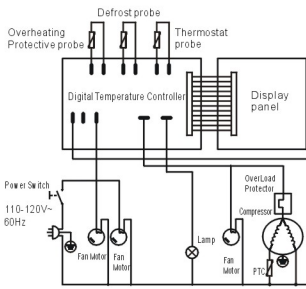 Defrost probe
Overheating
Protective probe
Thermostat
probe
Digital Temperature Controller
Display
panel
Power Switch
110-120V~
60Hz
OverLoad
Protector
Compressor
Lamp
Fan Motor
Fan
Motor
Fan
Motor
PTC